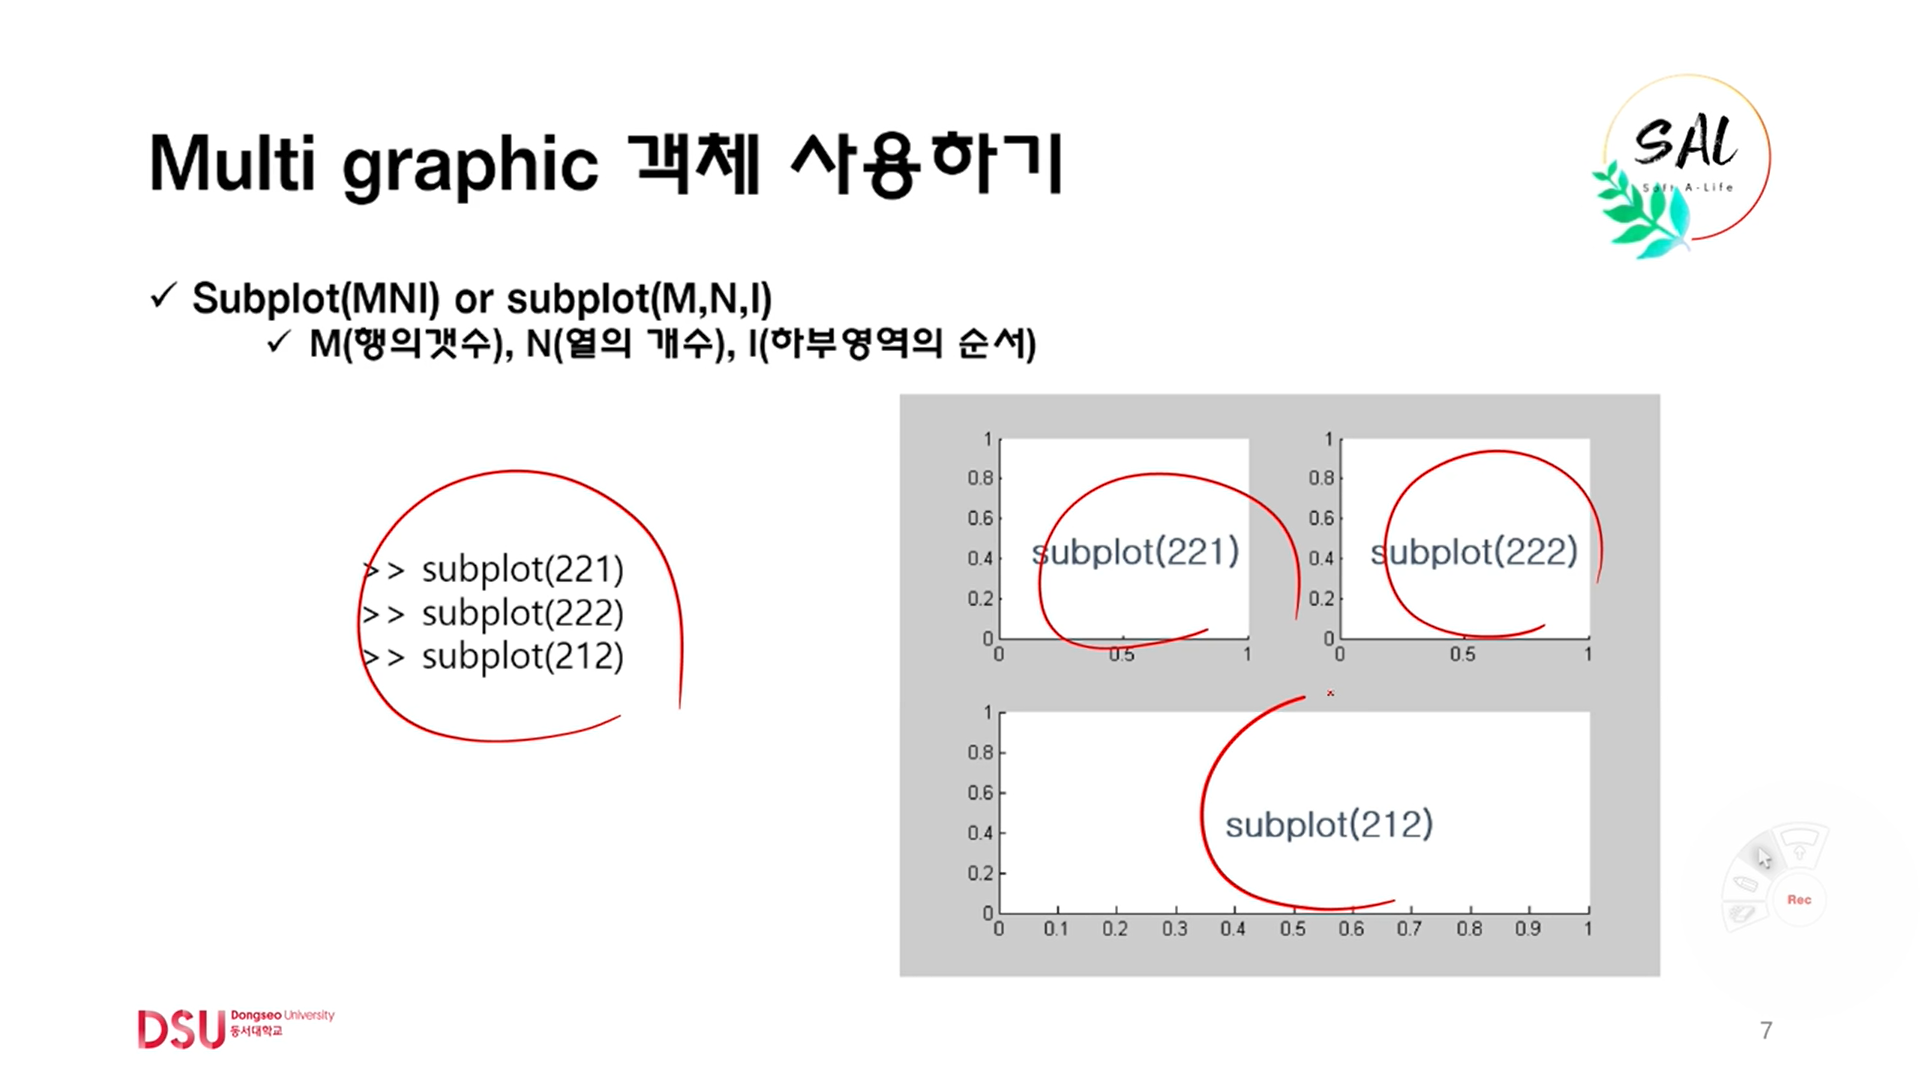 Multi graphic 객체 사용하기
SAL
Soft A-Life
✓ Subplot(MNI) or subplot(M,N,I)
✓ M(행의갯수), N(열의 개수), I(하부영역의 순서)
>> subplot(221)
>> subplot(222)
>> subplot(212)
1
0.8
0.6
0.4
0.2
0
0 0.5 1
subplot(221)
1
0.8
0.6
0.4
0.2
0
0 0.5 1
subplot(222)
1
0.8
0.6
0.4
0.2
0
0 0.1 0.2 0.3 0.4 0.5 0.6 0.7 0.8 0.9 1
subplot(212)
Rec
DSU Dongseo University
동서대학교
7